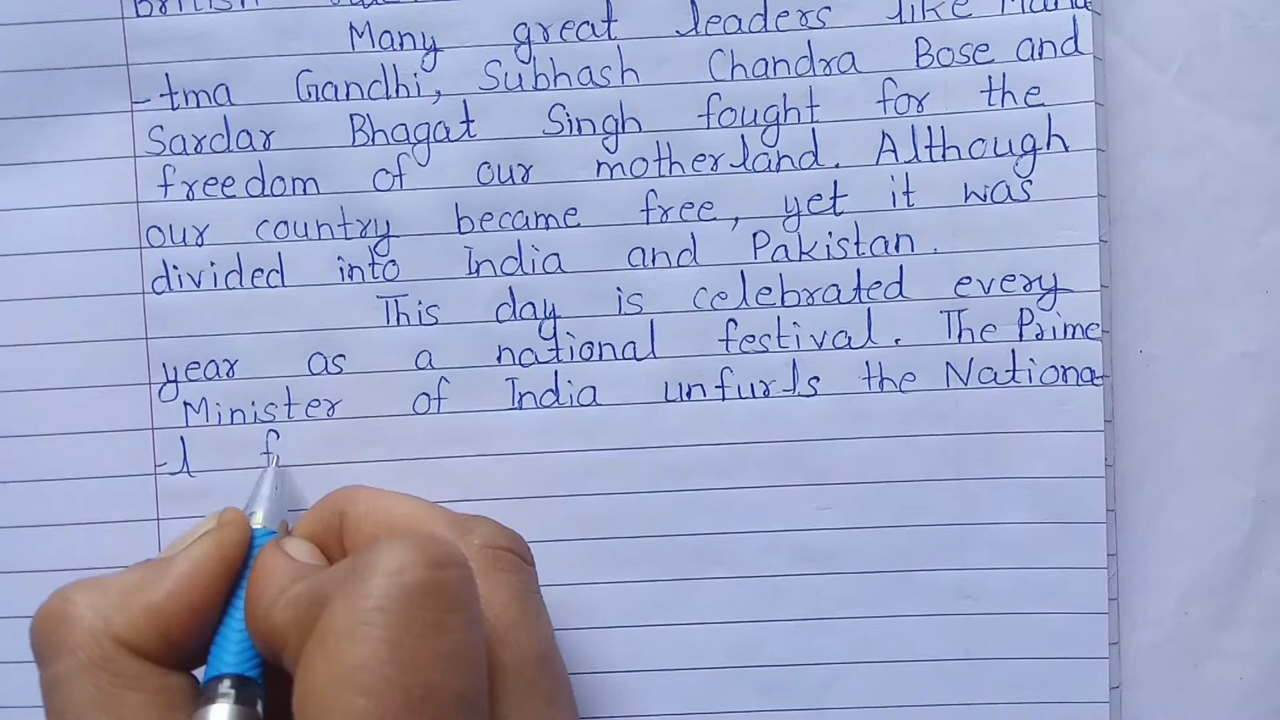 British
Many great leaders like Maha
-tma Gandhi, Subhash Chandra Bose and
Sardar Bhagat Singh fought for the
freedom of our motherland. Although
our country became free, yet it was
divided into India and Pakistan.
This day is celebrated every
year as a national festival. The Prime
Minister of India unfurls the Nationa
-l f